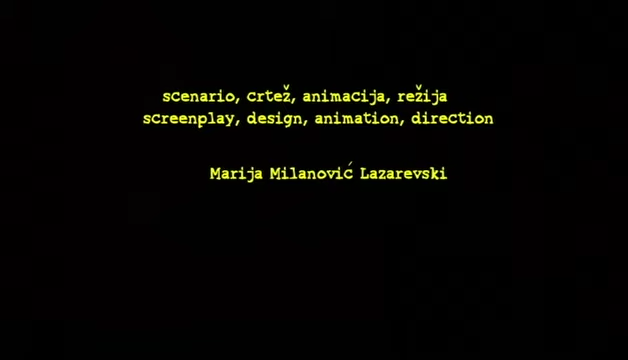 scenario, crtež, animacija, režija
screenplay, design, animation, direction
Marija Milanović Lazarevski